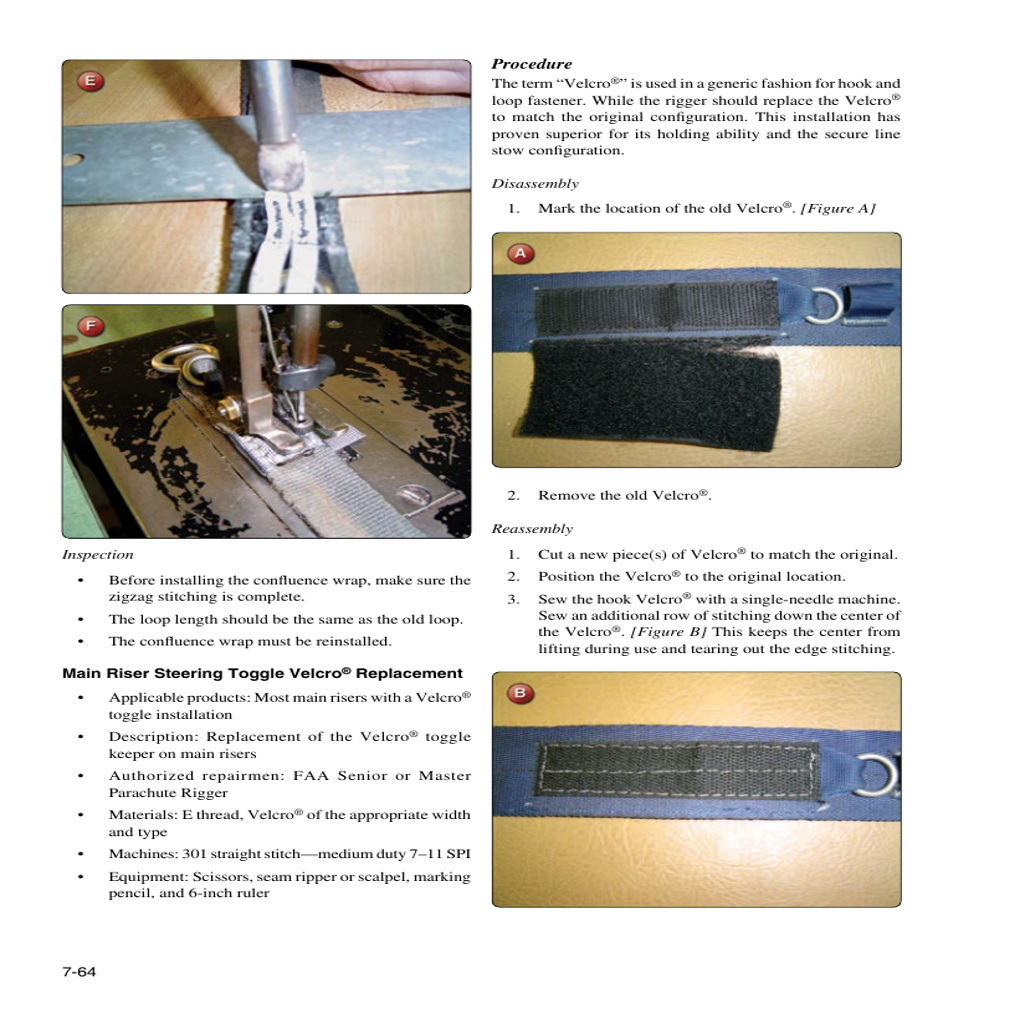 E
F
Inspection
• Before installing the confluence wrap, make sure the
zigzag stitching is complete.
• The loop length should be the same as the old loop.
• The confluence wrap must be reinstalled.
Main Riser Steering Toggle Velcro® Replacement
• Applicable products: Most main risers with a Velcro®
toggle installation
• Description: Replacement of the Velcro® toggle
keeper on main risers
• Authorized repairmen: FAA Senior or Master
Parachute Rigger
• Materials: E thread, Velcro® of the appropriate width
and type
• Machines: 301 straight stitch—medium duty 7–11 SPI
• Equipment: Scissors, seam ripper or scalpel, marking
pencil, and 6-inch ruler
Procedure
The term “Velcro®” is used in a generic fashion for hook and
loop fastener. While the rigger should replace the Velcro®
to match the original configuration. This installation has
proven superior for its holding ability and the secure line
stow configuration.
Disassembly
1. Mark the location of the old Velcro®. [Figure A]
A
2. Remove the old Velcro®.
Reassembly
1. Cut a new piece(s) of Velcro® to match the original.
2. Position the Velcro® to the original location.
3. Sew the hook Velcro® with a single-needle machine.
Sew an additional row of stitching down the center of
the Velcro®. [Figure B] This keeps the center from
lifting during use and tearing out the edge stitching.
B
7-64